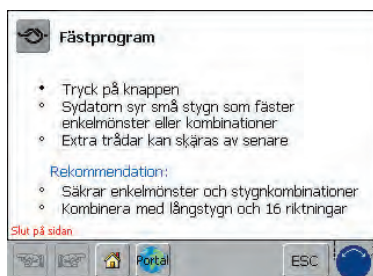 Fästprogram
• Tryck på knappen
° Sydatorn syr små stygn som fäster
enkelmönster eller kombinationer
° Extra trådar kan skäras av senare
Rekommendation:
° Säkrar enkelmönster och stygnkombinationer
° Kombinera med långstygn och 16 riktningar
Slut på sidan
Portal
ESC